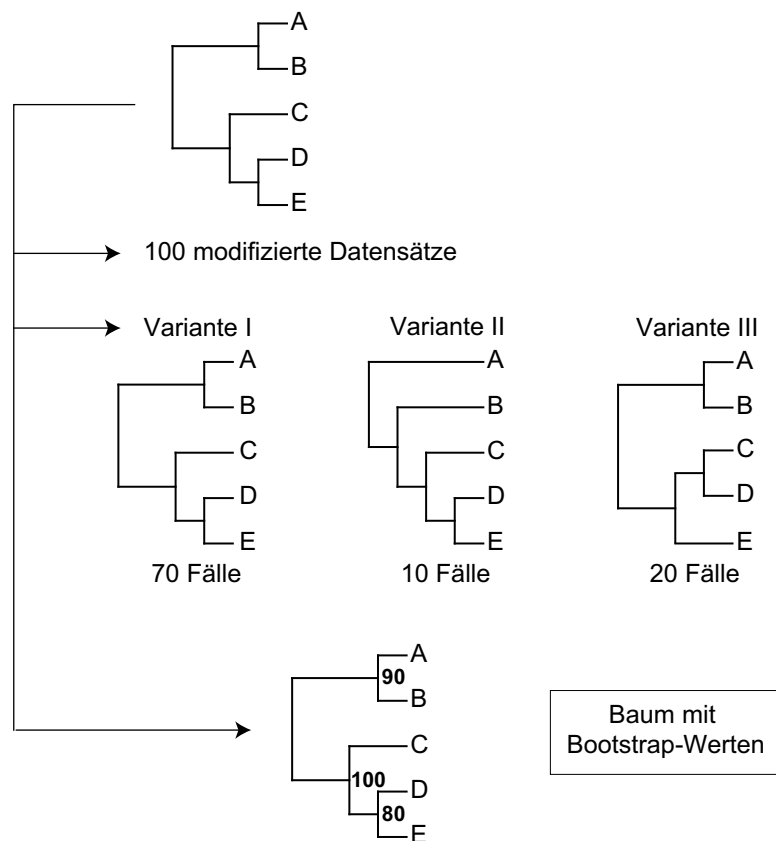 A
B
C
D
E
100 modifizierte Datensätze
Variante I
Variante II
Variante III
A
B
C
D
E
70 Fälle
A
B
C
D
E
10 Fälle
A
B
C
D
E
20 Fälle
A
90
B
C
100
D
80
E
Baum mit
Bootstrap-Werten